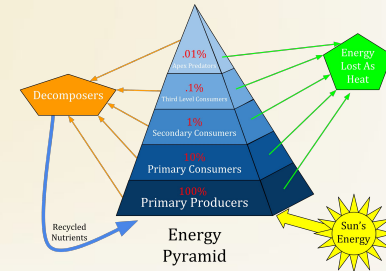 .01%
Apex Predators
.1%
Third Level Consumers
1%
Secondary Consumers
10%
Primary Consumers
100%
Primary Producers
Decomposers
Energy
Lost As
Heat
Recycled
Nutrients
Energy
Pyramid
Sun's
Energy